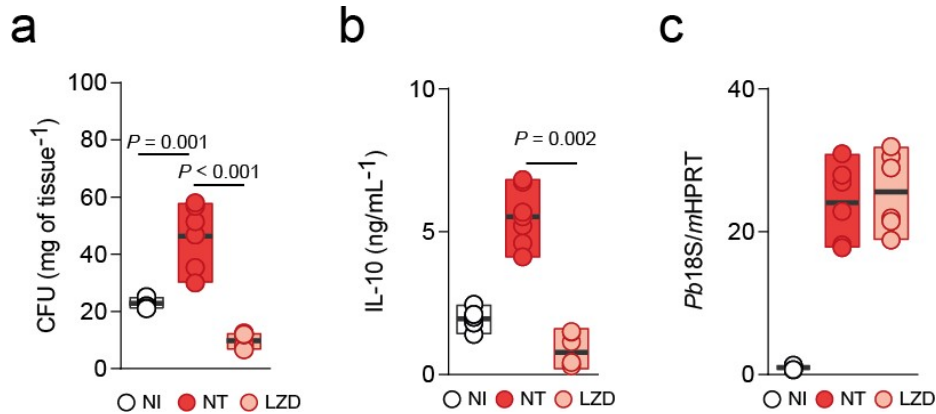 a
CFU (mg of tissue⁻¹)
100
80
60
40
20
0
P = 0.001
P < 0.001
NI NT LZD
b
IL-10 (ng/mL⁻¹)
10
5
0
P = 0.002
NI NT LZD
c
Pb18S/mHPRT
40
20
0
NI NT LZD